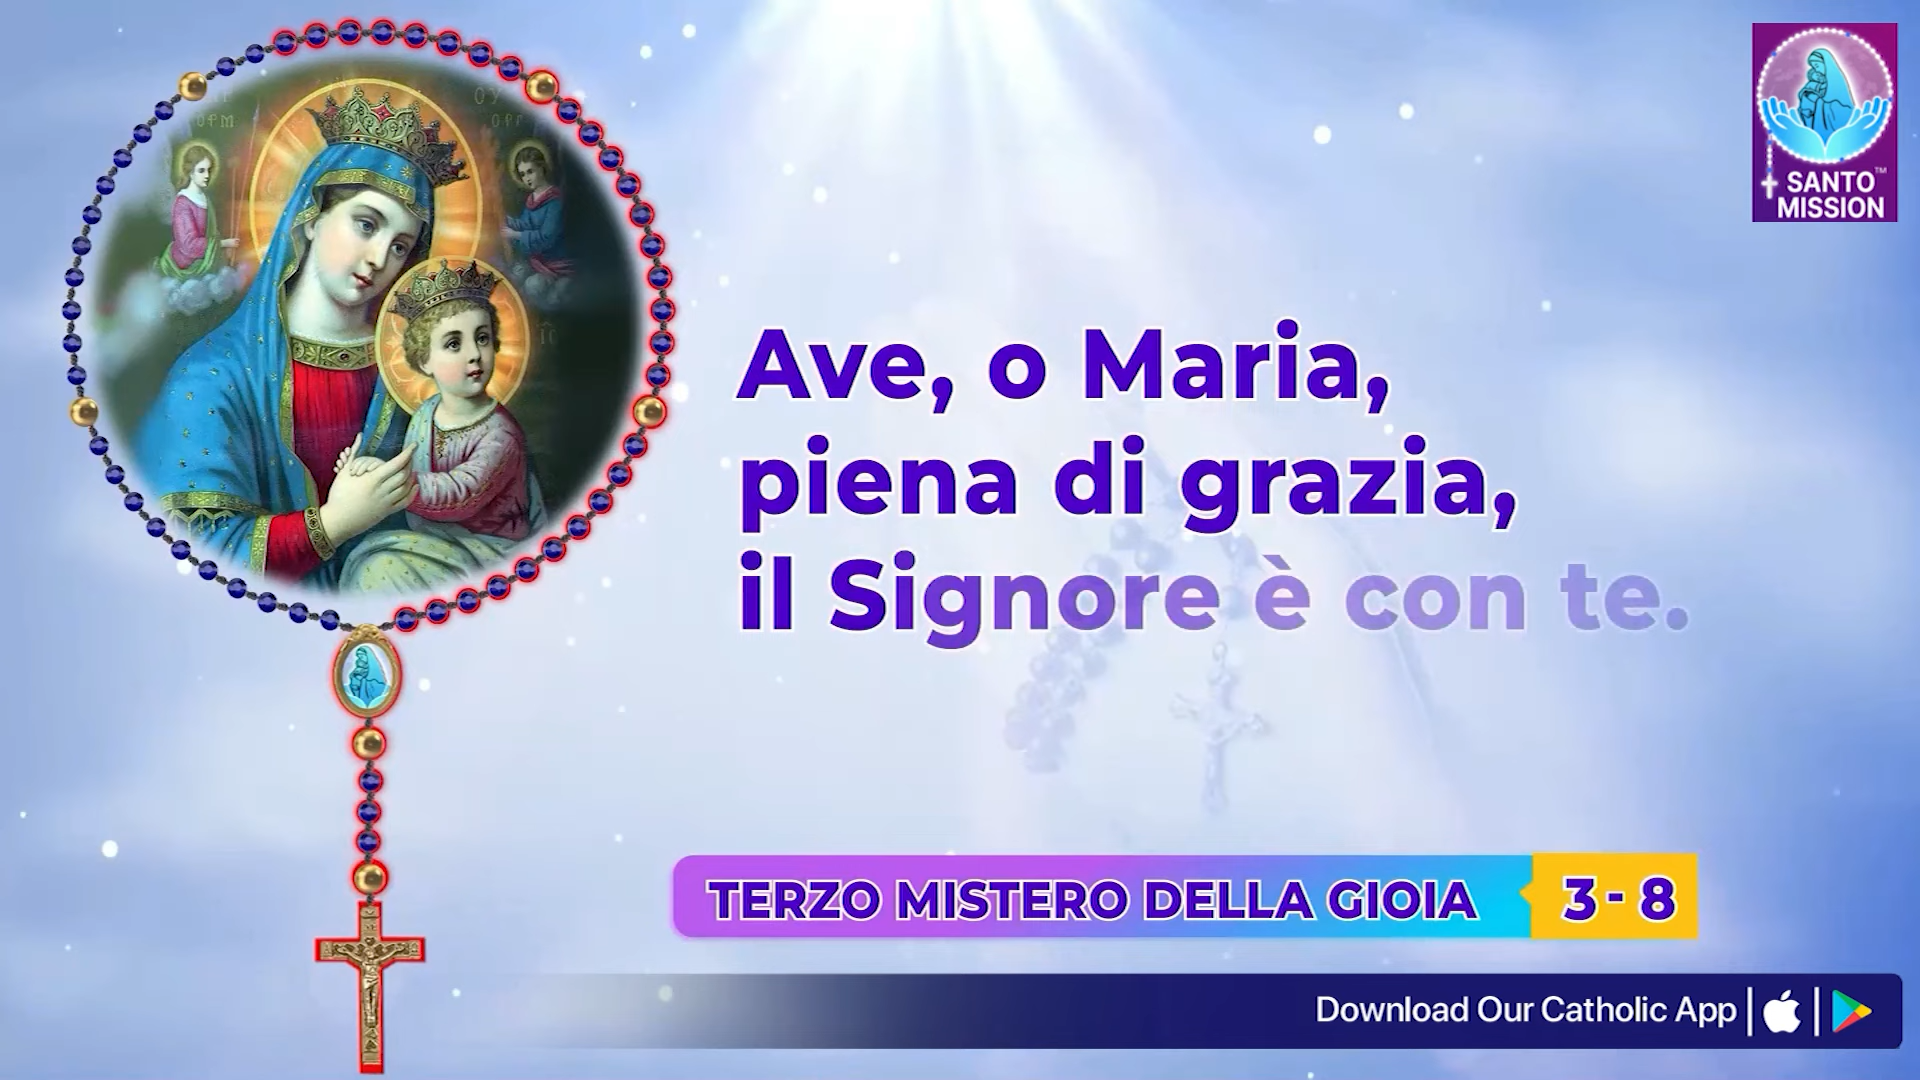 SANTO™
MISSION
Ave, o Maria,
piena di grazia,
il Signore è con te.
TERZO MISTERO DELLA GIOIA 3 - 8
Download Our Catholic App